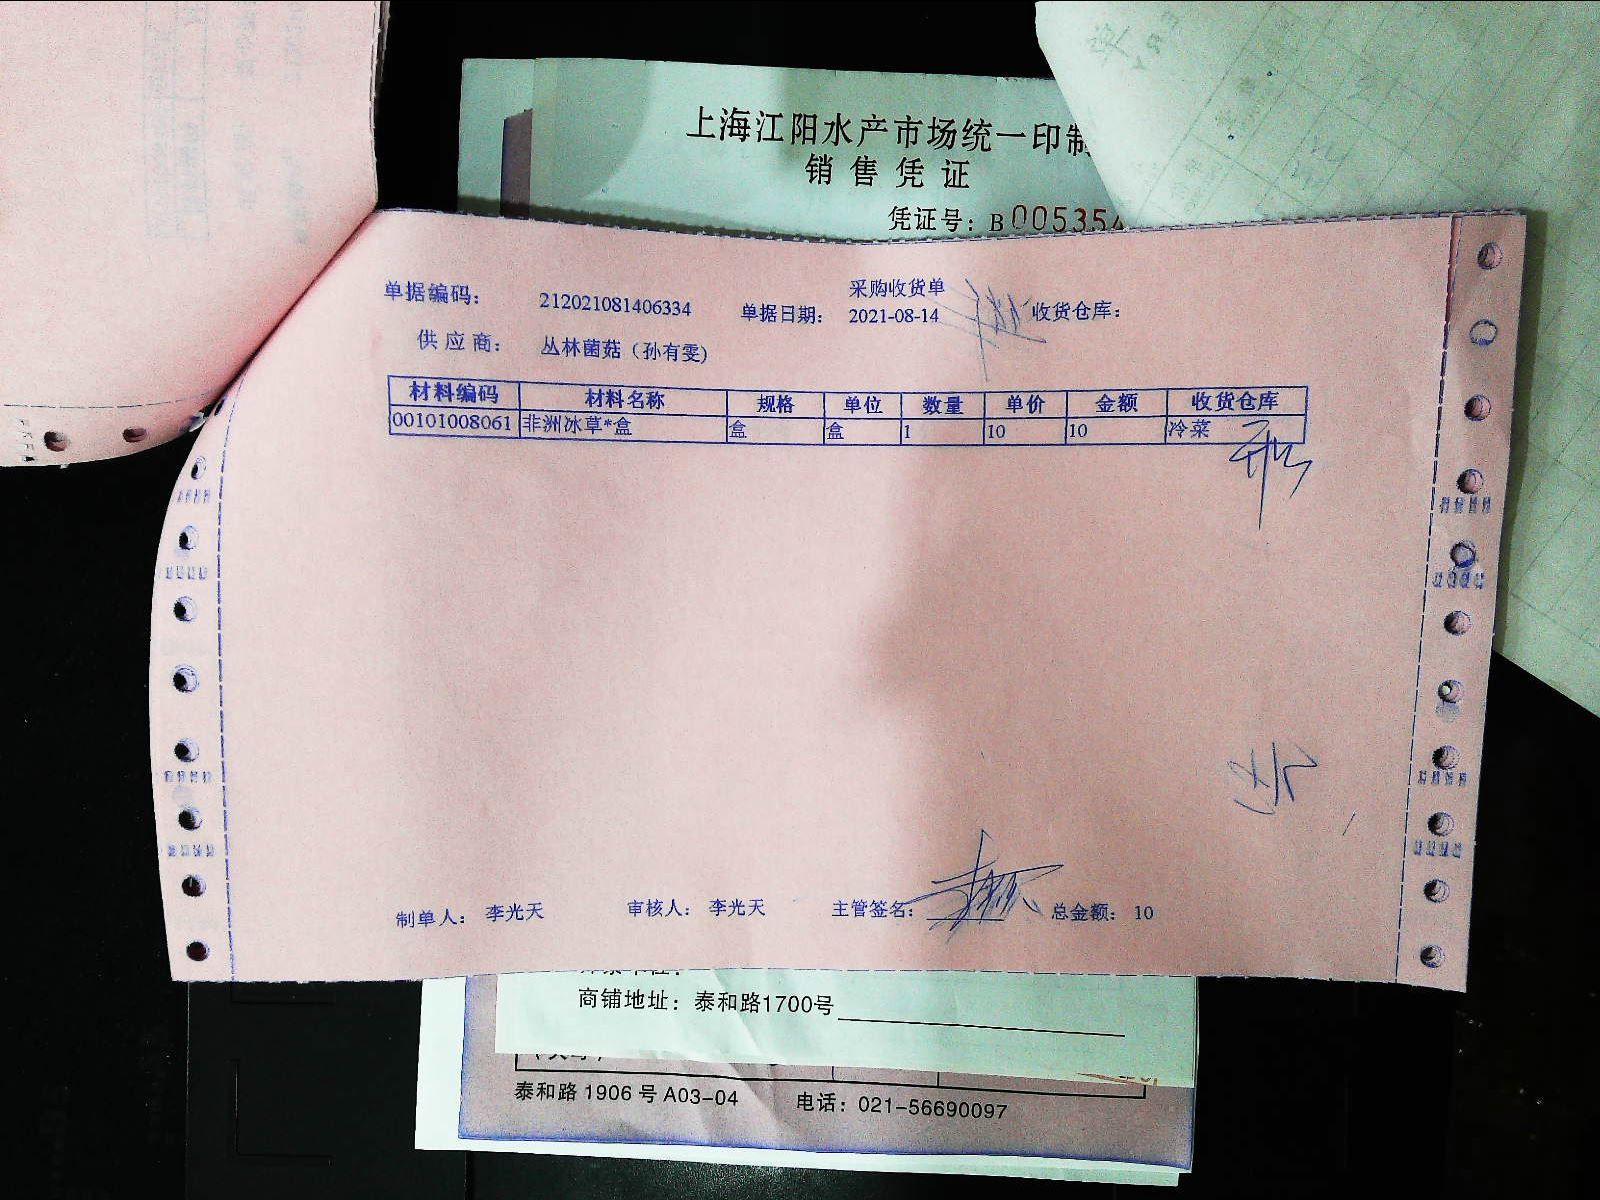 上海江阳水产市场统一印制
销售凭证
凭证号：B005354
采购收货单
单据编码： 212021081406334 单据日期： 2021-08-14 收货仓库：
供应商： 丛林菌菇（孙有雯）
材料编码 材料名称 规格 单位 数量 单价 金额 收货仓库
00101008061 非洲冰草*盒 盒 盒 1 10 10 冷菜
制单人： 李光天 审核人： 李光天 主管签名： 总金额： 10
商铺地址：泰和路1700号
泰和路 1906 号 A03-04 电话：021-56690097